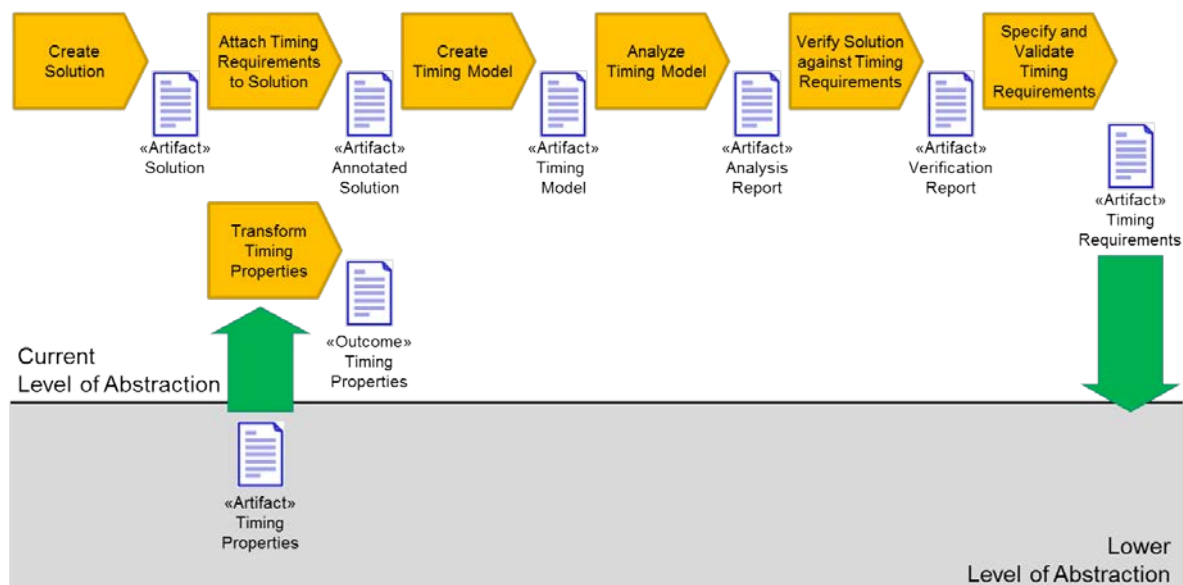 Create
Solution
Attach Timing
Requirements
to Solution
Create
Timing Model
Analyze
Timing Model
Verify Solution
against Timing
Requirements
Specify and
Validate
Timing
Requirements
«Artifact»
Solution
«Artifact»
Annotated
Solution
«Artifact»
Timing
Model
«Artifact»
Analysis
Report
«Artifact»
Verification
Report
«Artifact»
Timing
Requirements
Transform
Timing
Properties
«Outcome»
Timing
Properties
Current
Level of Abstraction
«Artifact»
Timing
Properties
Lower
Level of Abstraction